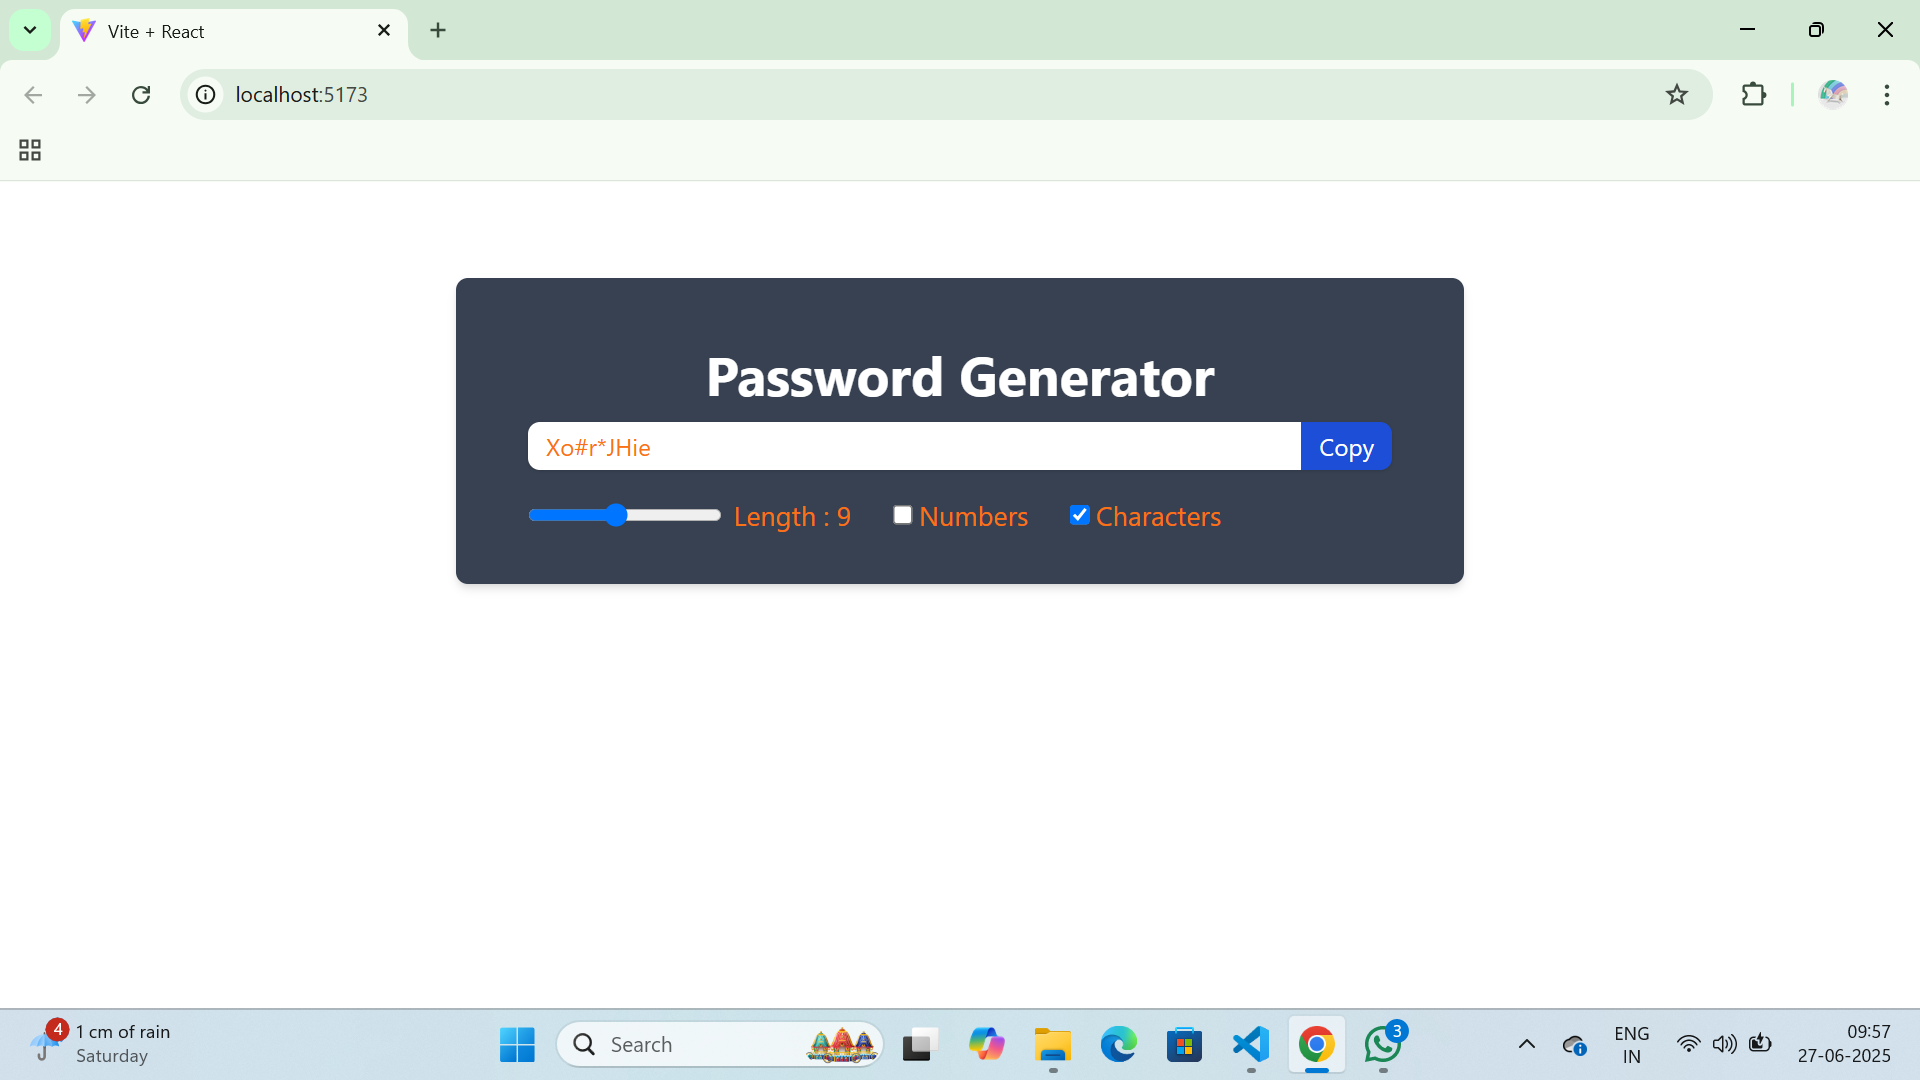 Vite + React
localhost:5173
Password Generator
Xo#r*JHie
Copy
Length : 9
Numbers
Characters
4
1 cm of rain
Saturday
Search
3
ENG
IN
09:57
27-06-2025